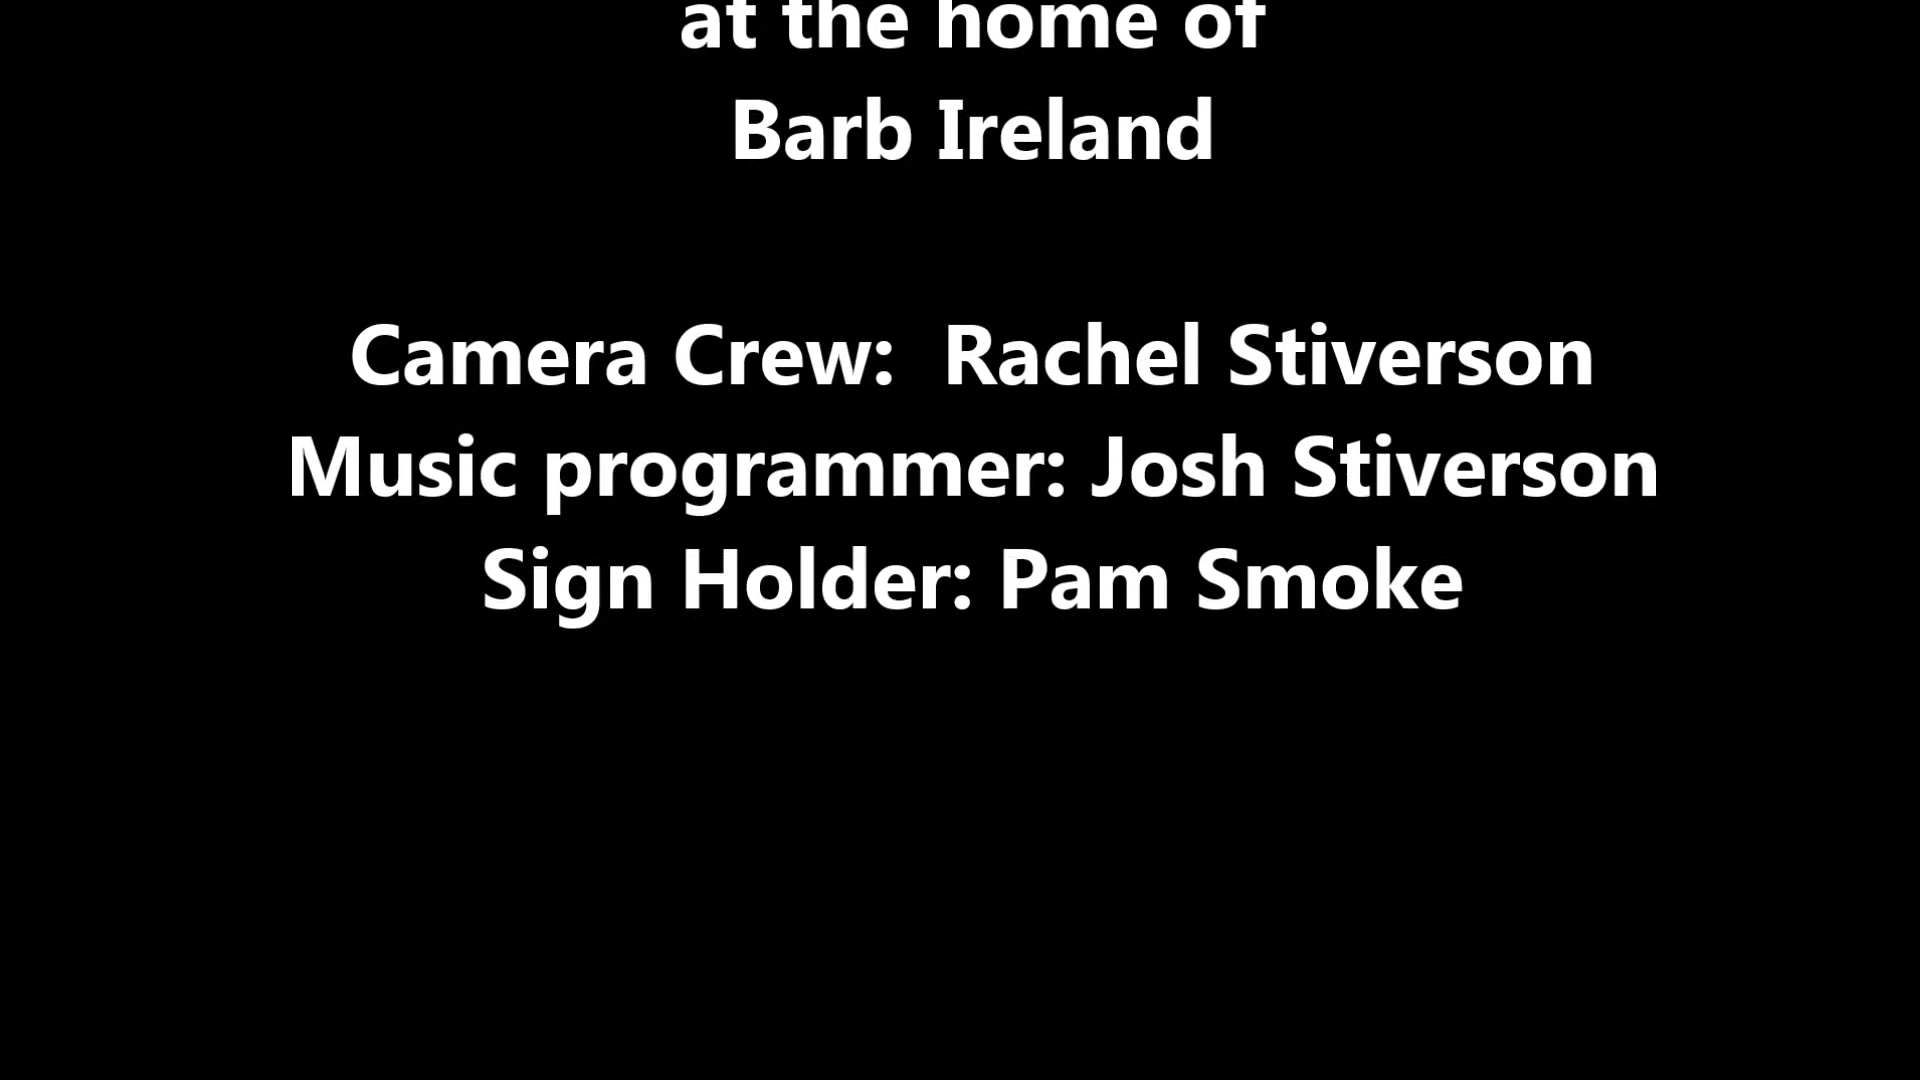 at the home of
Barb Ireland
Camera Crew:  Rachel Stiverson
Music programmer: Josh Stiverson
Sign Holder: Pam Smoke